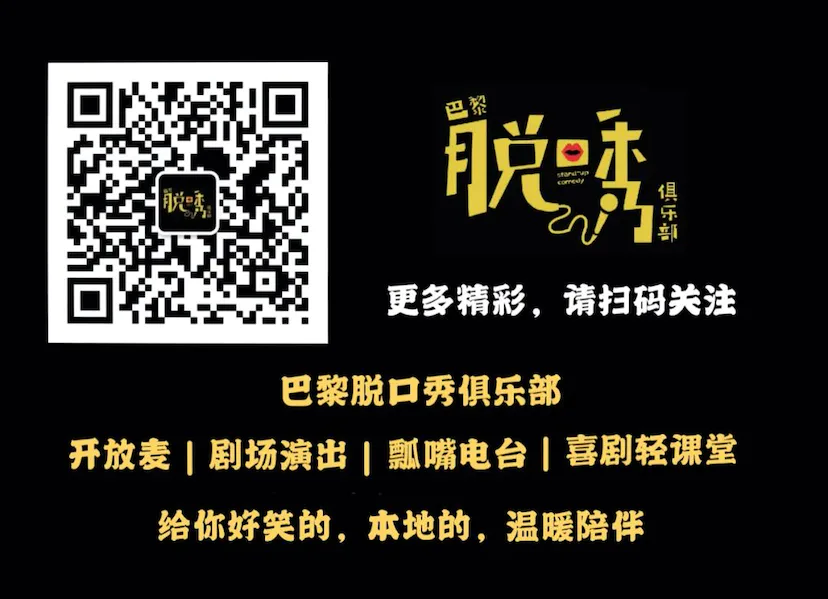 巴黎
脱口秀
stand-up
comedy
俱乐部
更多精彩，请扫码关注
巴黎脱口秀俱乐部
开放麦 | 剧场演出 | 瓢嘴电台 | 喜剧轻课堂
给你好笑的，本地的，温暖陪伴